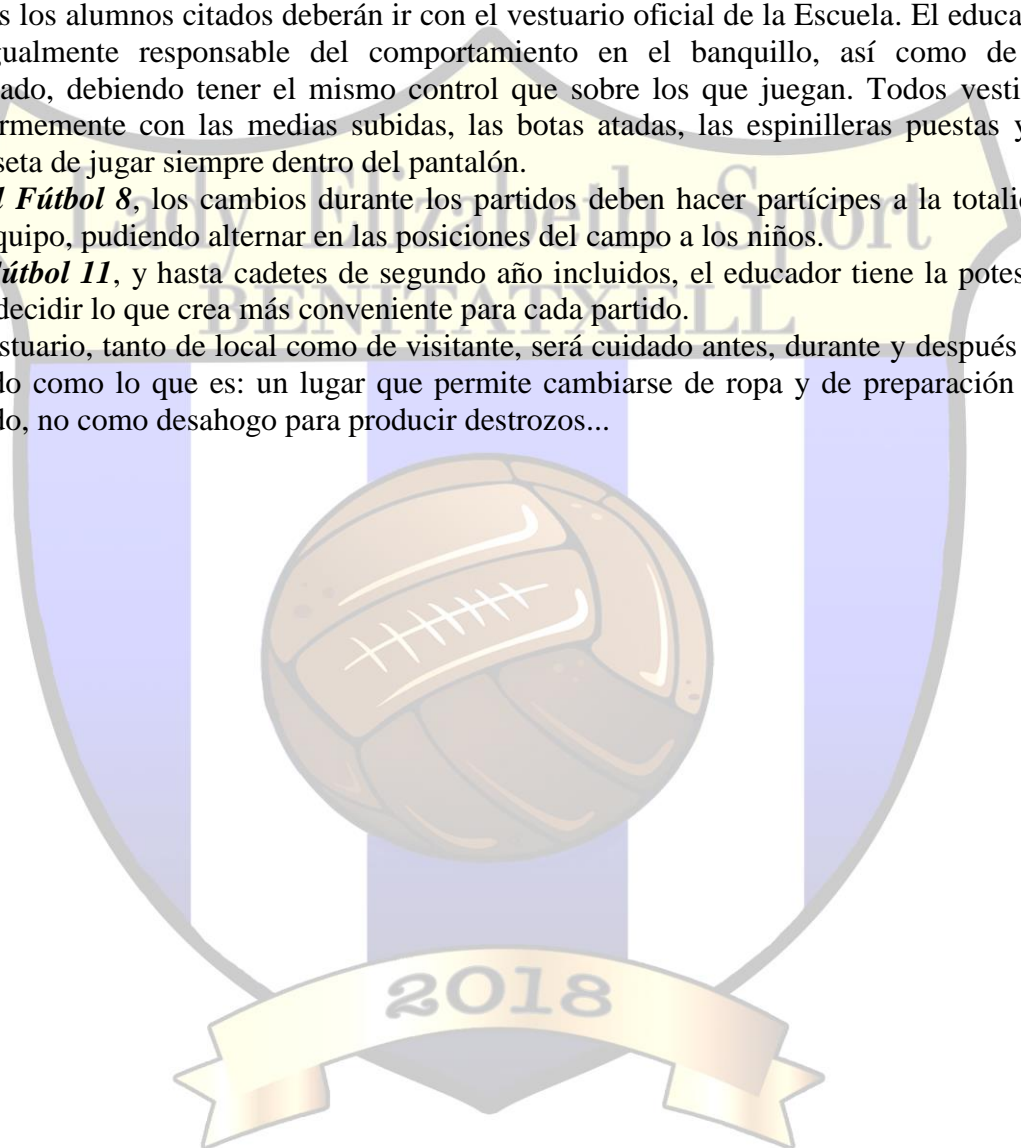 s los alumnos citados deberán ir con el vestuario oficial de la Escuela. El educa
gualmente responsable del comportamiento en el banquillo, así como de
ado, debiendo tener el mismo control que sobre los que juegan. Todos vesti
rmemente con las medias subidas, las botas atadas, las espinilleras puestas y
seta de jugar siempre dentro del pantalón.
l Fútbol 8, los cambios durante los partidos deben hacer partícipes a la totali
quipo, pudiendo alternar en las posiciones del campo a los niños.
útbol 11, y hasta cadetes de segundo año incluidos, el educador tiene la potes
decidir lo que crea más conveniente para cada partido.
stuario, tanto de local como de visitante, será cuidado antes, durante y después
do como lo que es: un lugar que permite cambiarse de ropa y de preparación
do, no como desahogo para producir destrozos...
Lady Elizabeth Sport
BENITATXELL
2018